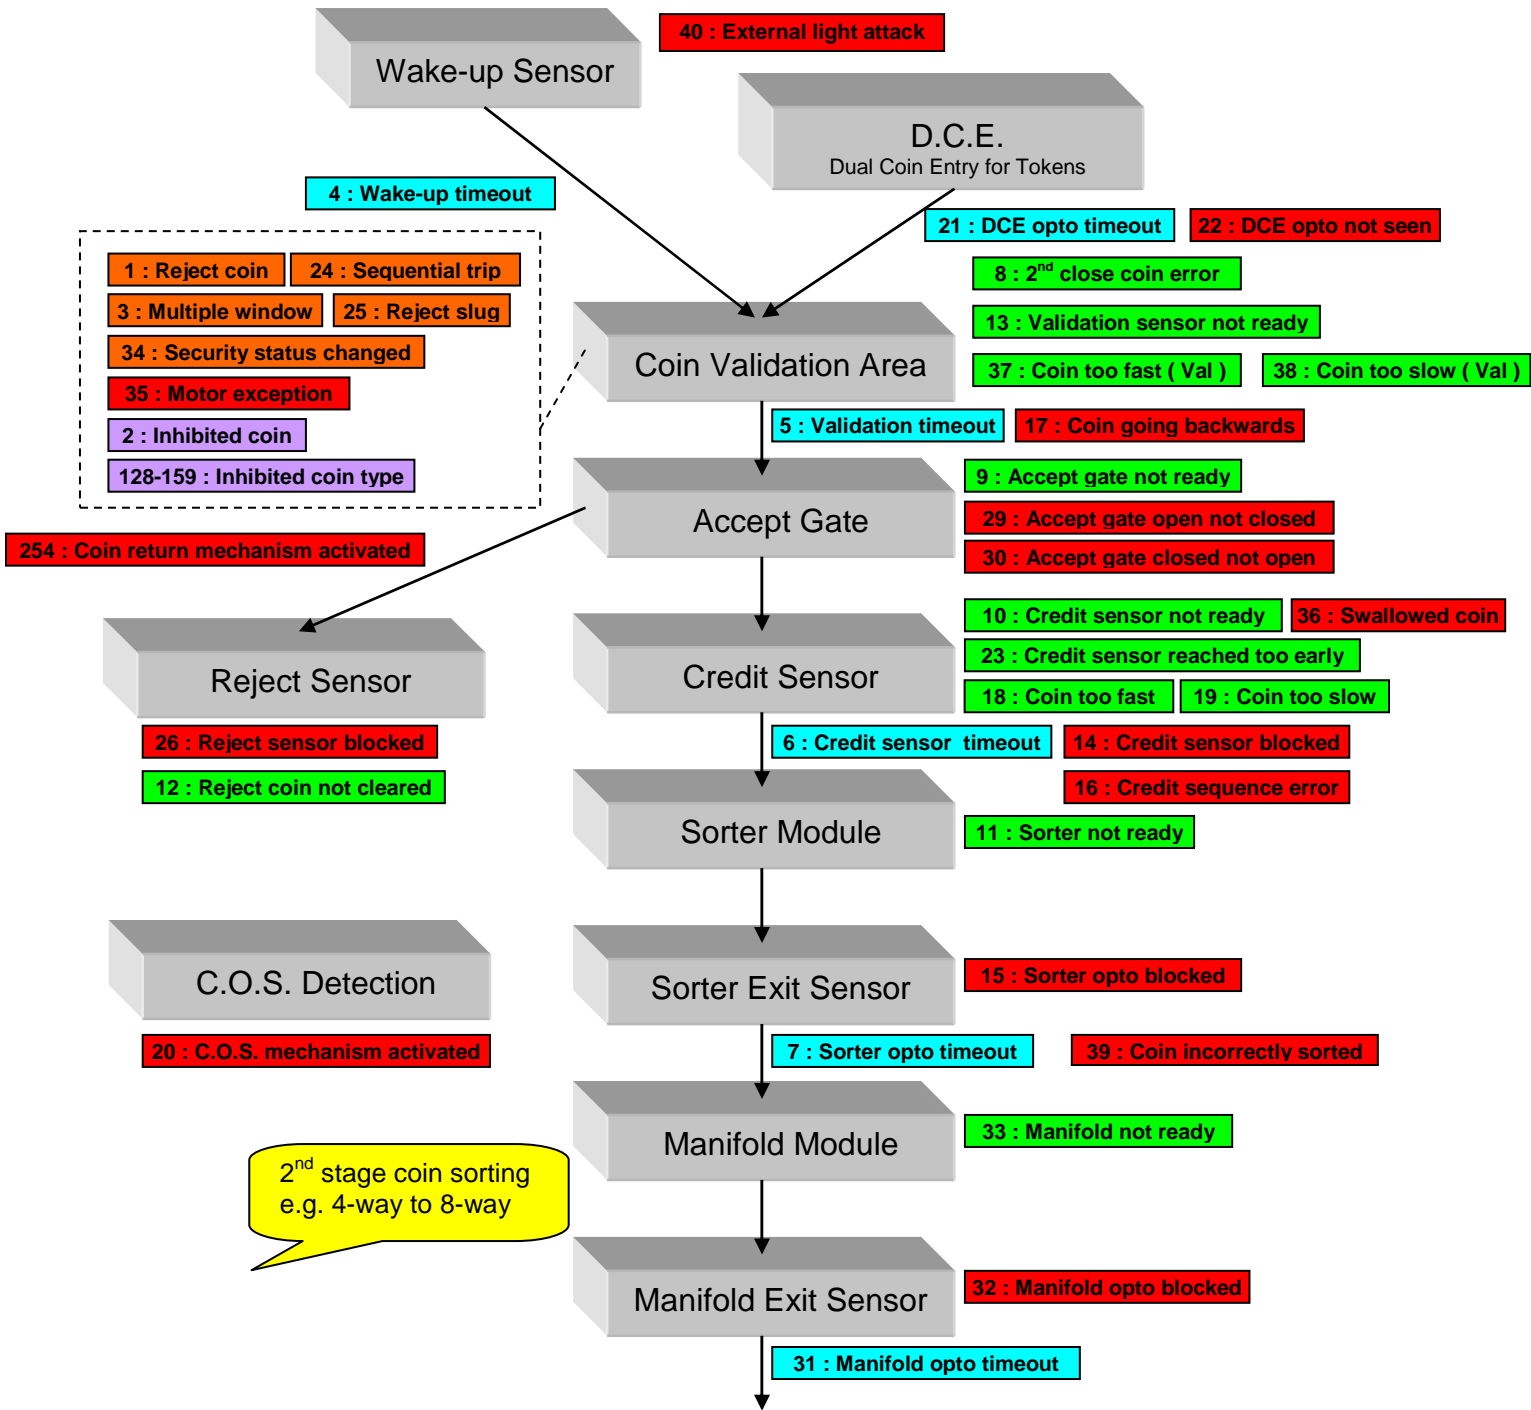 40 : External light attack
Wake-up Sensor
D.C.E.
Dual Coin Entry for Tokens
4 : Wake-up timeout
21 : DCE opto timeout
22 : DCE opto not seen
1 : Reject coin
24 : Sequential trip
8 : 2nd close coin error
3 : Multiple window
25 : Reject slug
13 : Validation sensor not ready
34 : Security status changed
Coin Validation Area
37 : Coin too fast ( Val )
38 : Coin too slow ( Val )
35 : Motor exception
2 : Inhibited coin
5 : Validation timeout
17 : Coin going backwards
128-159 : Inhibited coin type
9 : Accept gate not ready
Accept Gate
29 : Accept gate open not closed
254 : Coin return mechanism activated
30 : Accept gate closed not open
10 : Credit sensor not ready
36 : Swallowed coin
23 : Credit sensor reached too early
Reject Sensor
Credit Sensor
18 : Coin too fast
19 : Coin too slow
26 : Reject sensor blocked
6 : Credit sensor timeout
14 : Credit sensor blocked
12 : Reject coin not cleared
16 : Credit sequence error
Sorter Module
11 : Sorter not ready
C.O.S. Detection
Sorter Exit Sensor
15 : Sorter opto blocked
20 : C.O.S. mechanism activated
7 : Sorter opto timeout
39 : Coin incorrectly sorted
Manifold Module
33 : Manifold not ready
2nd stage coin sorting
e.g. 4-way to 8-way
Manifold Exit Sensor
32 : Manifold opto blocked
31 : Manifold opto timeout